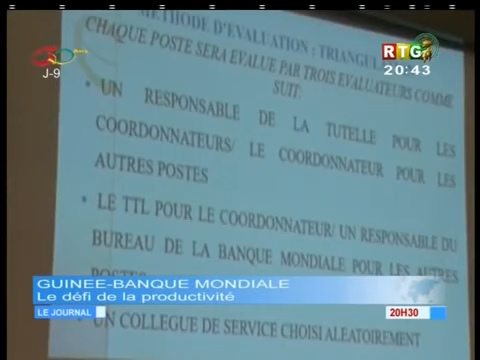 METHODE D'EVALUATION : TRIANGUL
CHAQUE POSTE SERA EVALUE PAR TROIS EVALUATEURS COMME
SUIT:
• UN RESPONSABLE DE LA TUTELLE POUR LES
COORDONNATEURS/ LE COORDONNATEUR POUR LES
AUTRES POSTES
• LE TTL POUR LE COORDONNATEUR/ UN RESPONSABLE DU
BUREAU DE LA BANQUE MONDIALE POUR LES AUTRES
• UN COLLEGUE DE SERVICE CHOISI ALEATOIREMENT
J-9
RTG
20:43
GUINEE-BANQUE MONDIALE
Le défi de la productivité
LE JOURNAL
20H30